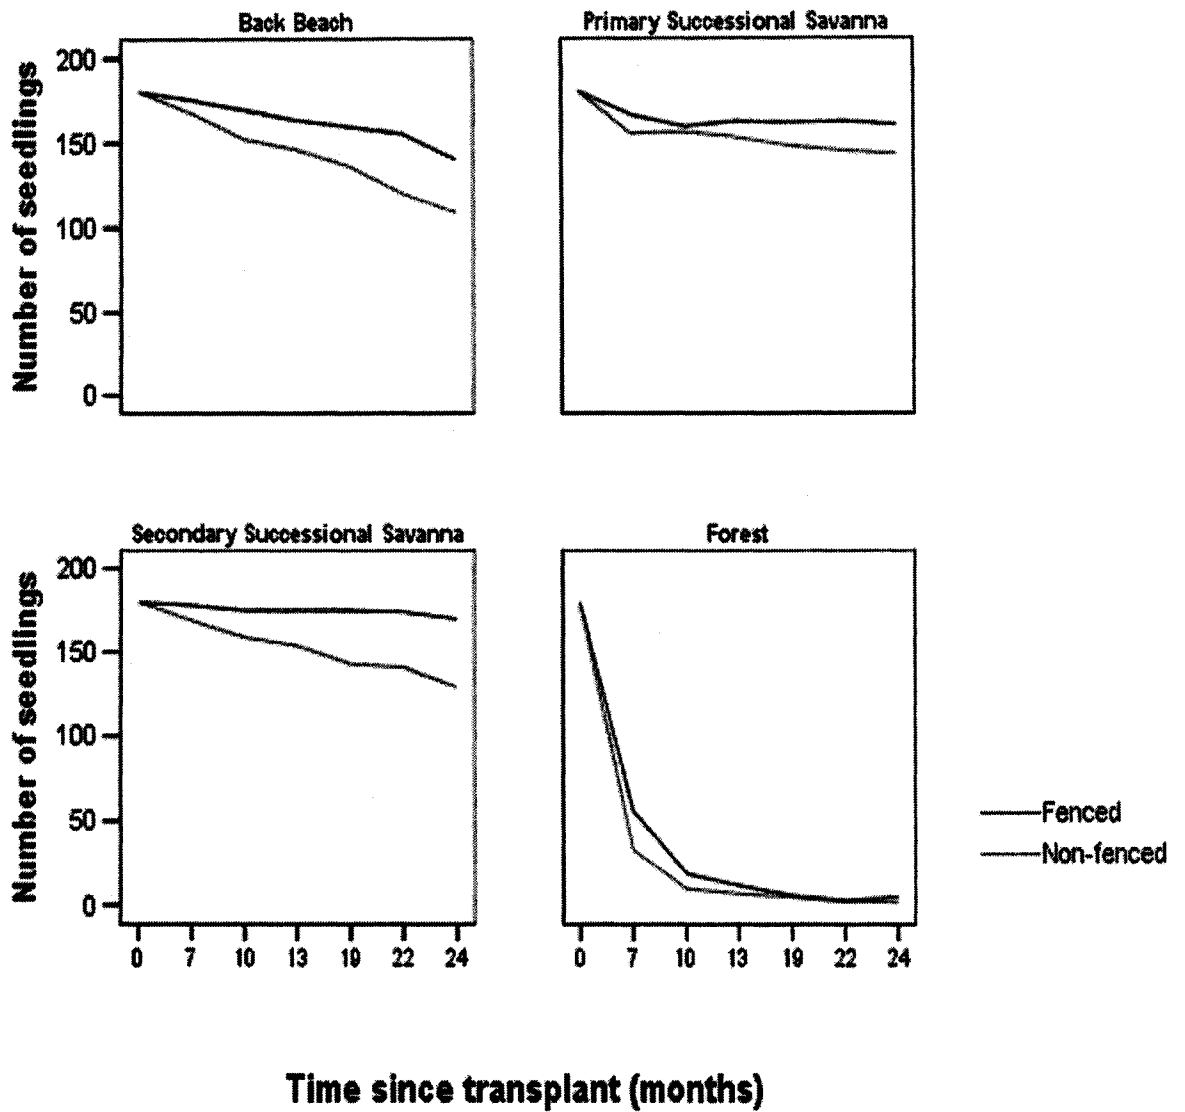 Back Beach
Primary Successional Savanna
Number of seedlings
200
150
100
50
0
Secondary Successional Savanna
Forest
Number of seedlings
200
150
100
50
0
0 7 10 13 19 22 24
0 7 10 13 19 22 24
Fenced
Non-fenced
Time since transplant (months)